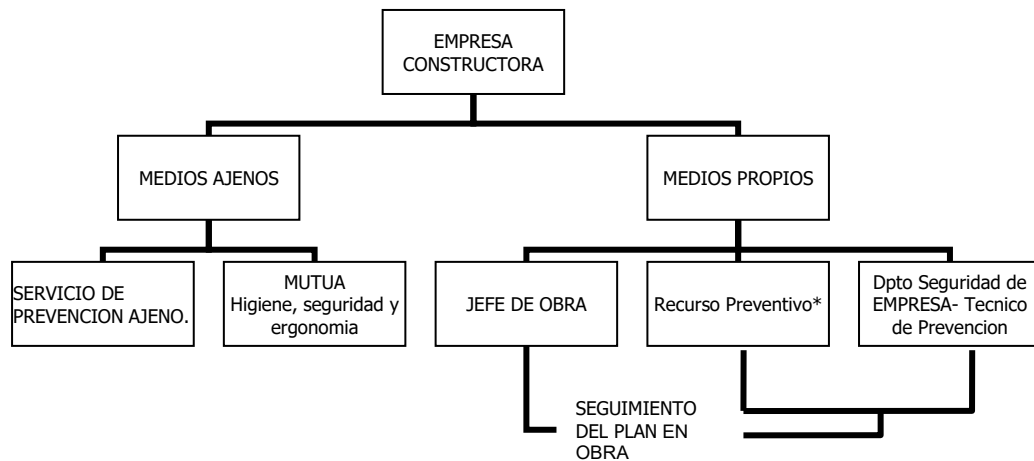 EMPRESA
CONSTRUCTORA
MEDIOS AJENOS
MEDIOS PROPIOS
SERVICIO DE
PREVENCION AJENO.
MUTUA
Higiene, seguridad y
ergonomia
JEFE DE OBRA
Recurso Preventivo*
Dpto Seguridad de
EMPRESA- Tecnico
de Prevencion
SEGUIMIENTO
DEL PLAN EN
OBRA